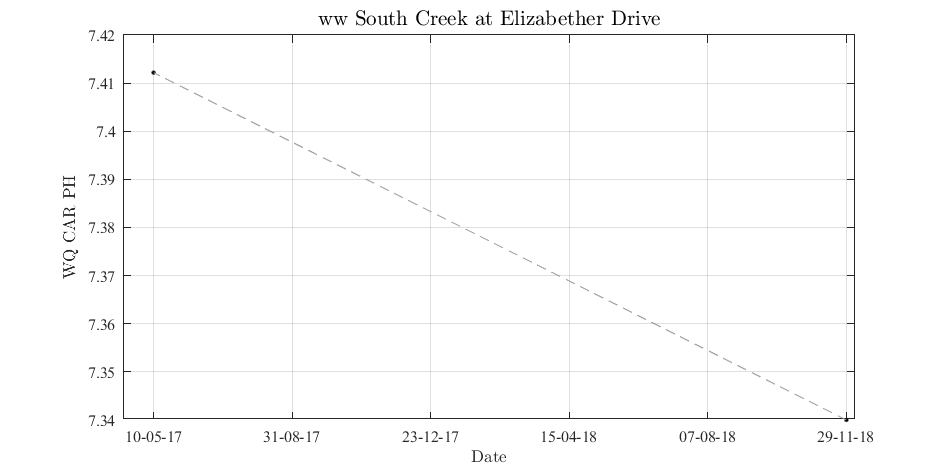 ww South Creek at Elizabether Drive
7.42
7.41
7.4
7.39
7.38
7.37
7.36
7.35
7.34
WQ CAR PH
10-05-17 31-08-17 23-12-17 15-04-18 07-08-18 29-11-18
Date